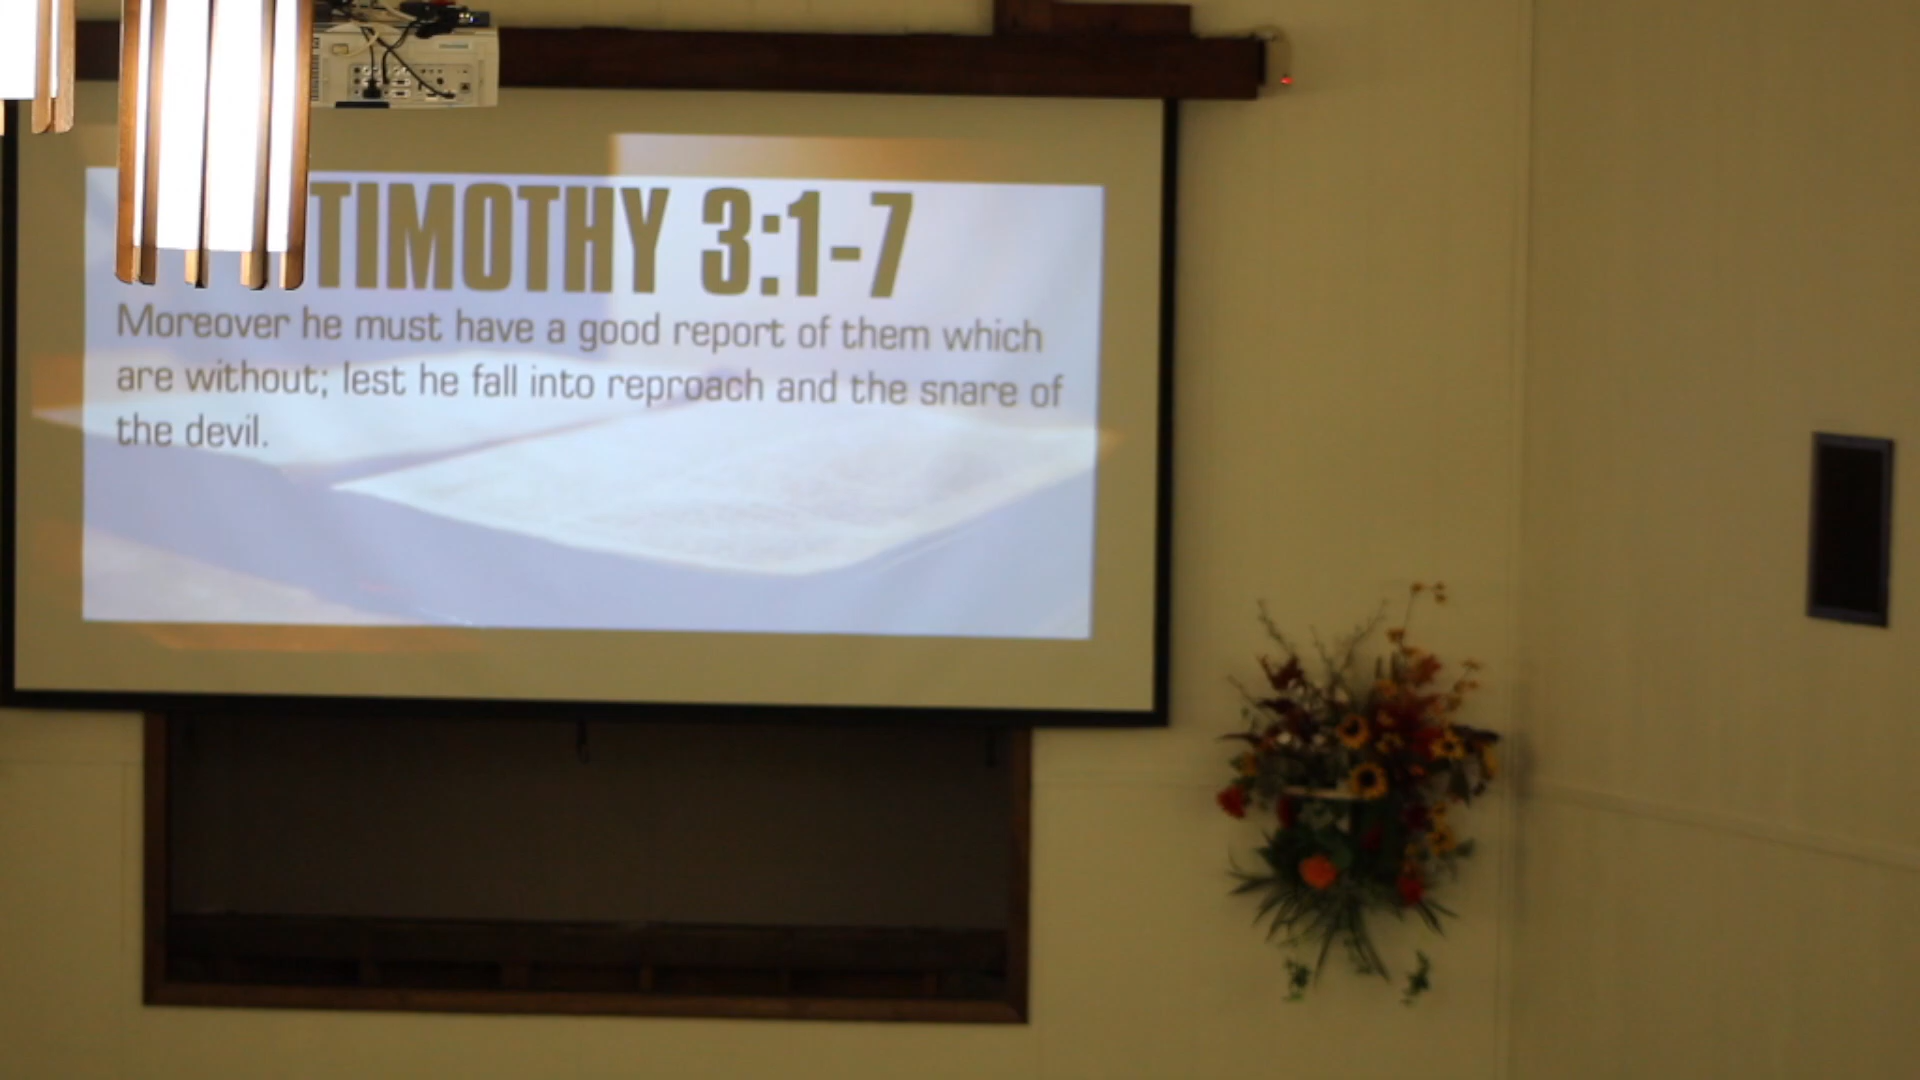 TIMOTHY 3:1-7
Moreover he must have a good report of them which
are without; lest he fall into reproach and the snare of
the devil.